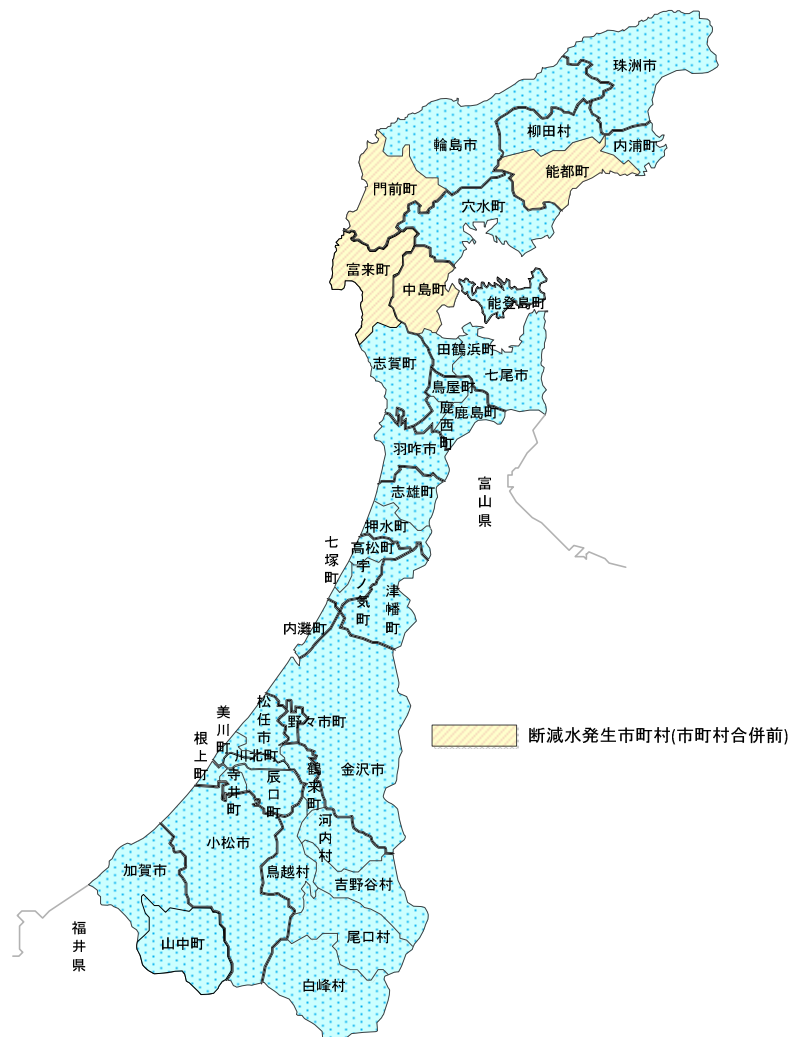 珠洲市
柳田村
輪島市
内浦町
能都町
門前町
穴水町
富来町
中島町
能登島町
田鶴浜町
志賀町
七尾市
鳥屋町
鹿島町
鹿西町
羽咋市
志雄町
富山県
押水町
高松町
七塚町
宇ノ気町
津幡町
内灘町
松任市
美川町
野々市町
根上町
川北町
鶴来町
金沢市
寺井町
辰口町
断減水発生市町村(市町村合併前)
河内村
小松市
加賀市
鳥越村
吉野谷村
福井県
山中町
尾口村
白峰村